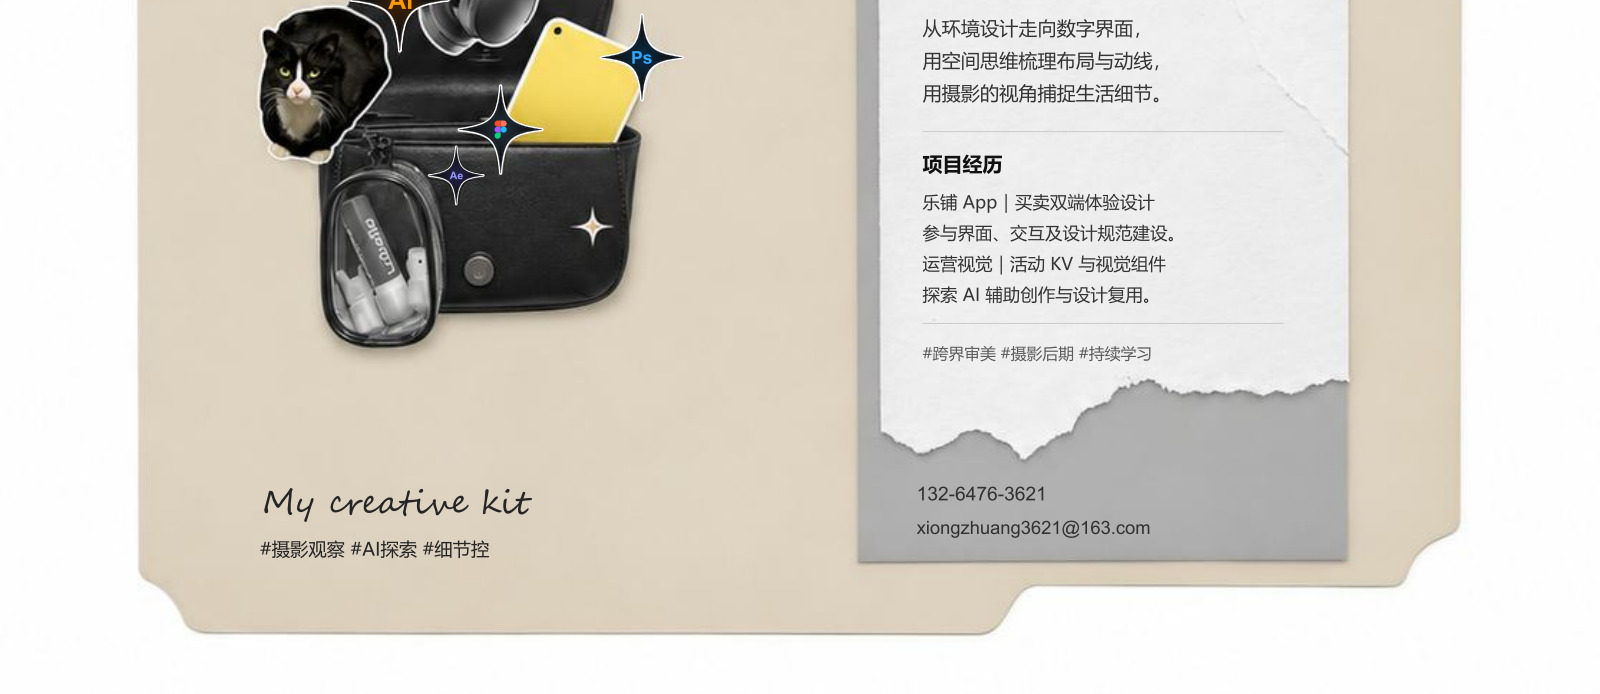 Ai
Ps
Ae
My creative kit
#摄影观察 #AI探索 #细节控
从环境设计走向数字界面，
用空间思维梳理布局与动线，
用摄影的视角捕捉生活细节。
项目经历
乐铺 App | 买卖双端体验设计
参与界面、交互及设计规范建设。
运营视觉 | 活动 KV 与视觉组件
探索 AI 辅助创作与设计复用。
#跨界审美 #摄影后期 #持续学习
132-6476-3621
xiongzhuang3621@163.com